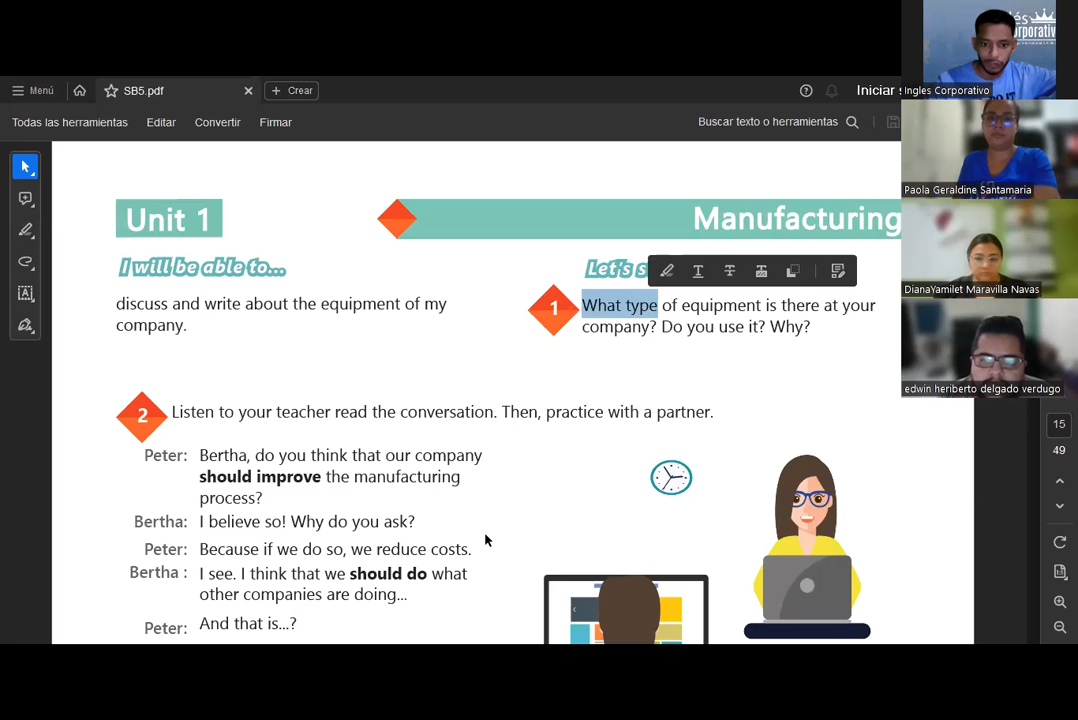 Menú
SB5.pdf
Crear
Iniciar s
Todas las herramientas
Editar
Convertir
Firmar
Buscar texto o herramientas
Unit 1
Manufacturing
I will be able to...
Let's s
discuss and write about the equipment of my
company.
1
What type of equipment is there at your
company? Do you use it? Why?
2
Listen to your teacher read the conversation. Then, practice with a partner.
Peter: Bertha, do you think that our company
should improve the manufacturing
process?
Bertha: I believe so! Why do you ask?
Peter: Because if we do so, we reduce costs.
Bertha : I see. I think that we should do what
other companies are doing...
Peter: And that is...?
15
49
és
Corporativo
Ingles Corporativo
Paola Geraldine Santamaria
DianaYamilet Maravilla Navas
edwin heriberto delgado verdugo